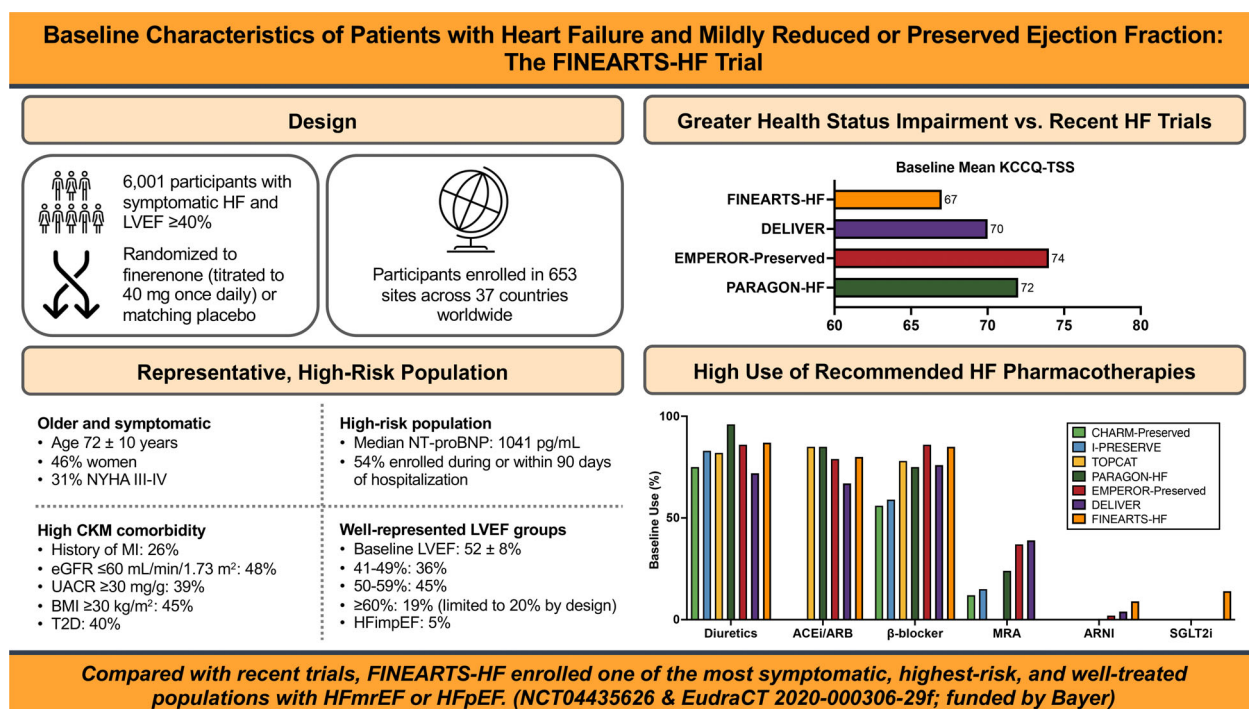 Baseline Characteristics of Patients with Heart Failure and Mildly Reduced or Preserved Ejection Fraction:
The FINEARTS-HF Trial
Design
6,001 participants with
symptomatic HF and
LVEF ≥40%
Randomized to
finerenone (titrated to
40 mg once daily) or
matching placebo
Participants enrolled in 653
sites across 37 countries
worldwide
Greater Health Status Impairment vs. Recent HF Trials
Baseline Mean KCCQ-TSS
FINEARTS-HF 67
DELIVER 70
EMPEROR-Preserved 74
PARAGON-HF 72
60 65 70 75 80
Representative, High-Risk Population
Older and symptomatic
• Age 72 ± 10 years
• 46% women
• 31% NYHA III-IV
High-risk population
• Median NT-proBNP: 1041 pg/mL
• 54% enrolled during or within 90 days
of hospitalization
High CKM comorbidity
• History of MI: 26%
• eGFR ≤60 mL/min/1.73 m²: 48%
• UACR ≥30 mg/g: 39%
• BMI ≥30 kg/m²: 45%
• T2D: 40%
Well-represented LVEF groups
• Baseline LVEF: 52 ± 8%
• 41-49%: 36%
• 50-59%: 45%
• ≥60%: 19% (limited to 20% by design)
• HFimpEF: 5%
High Use of Recommended HF Pharmacotherapies
Baseline Use (%)
100
50
0
CHARM-Preserved
I-PRESERVE
TOPCAT
PARAGON-HF
EMPEROR-Preserved
DELIVER
FINEARTS-HF
Diuretics ACEi/ARB β-blocker MRA ARNI SGLT2i
Compared with recent trials, FINEARTS-HF enrolled one of the most symptomatic, highest-risk, and well-treated
populations with HFmrEF or HFpEF. (NCT04435626 & EudraCT 2020-000306-29f; funded by Bayer)